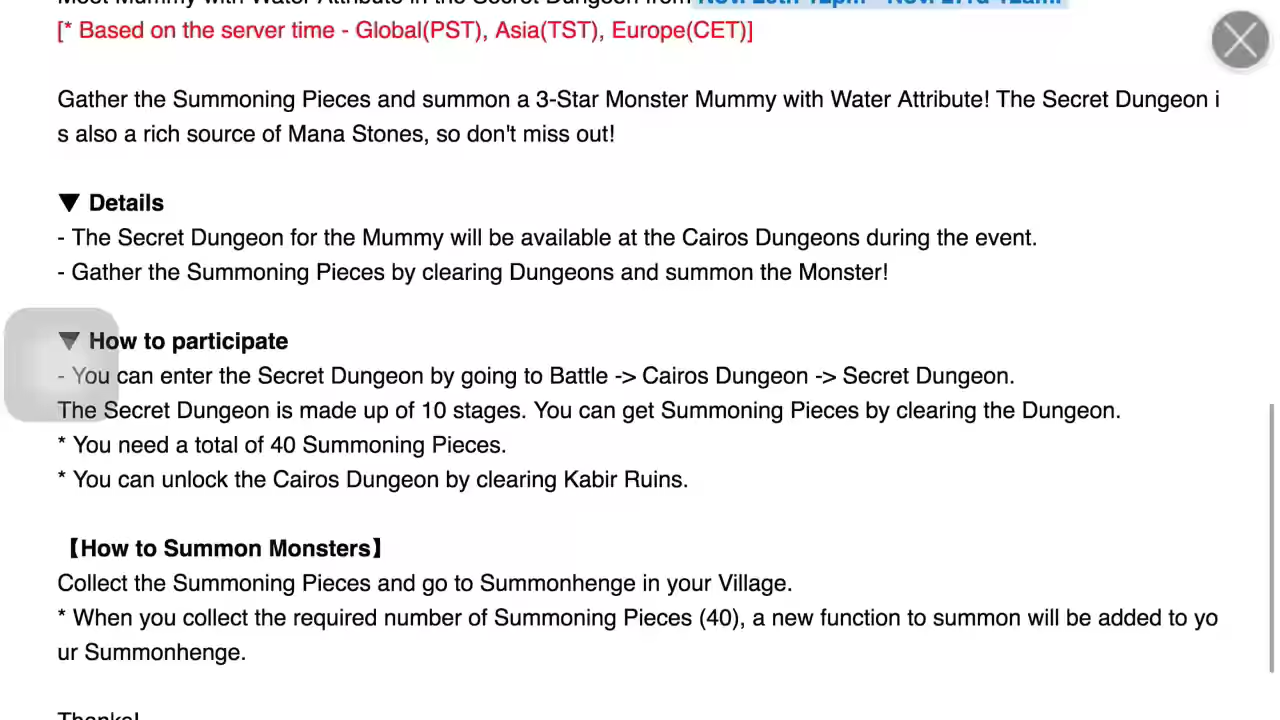 [* Based on the server time - Global(PST), Asia(TST), Europe(CET)]
Gather the Summoning Pieces and summon a 3-Star Monster Mummy with Water Attribute! The Secret Dungeon i
s also a rich source of Mana Stones, so don't miss out!
▼ Details
- The Secret Dungeon for the Mummy will be available at the Cairos Dungeons during the event.
- Gather the Summoning Pieces by clearing Dungeons and summon the Monster!
▼ How to participate
- You can enter the Secret Dungeon by going to Battle -> Cairos Dungeon -> Secret Dungeon.
The Secret Dungeon is made up of 10 stages. You can get Summoning Pieces by clearing the Dungeon.
* You need a total of 40 Summoning Pieces.
* You can unlock the Cairos Dungeon by clearing Kabir Ruins.
【How to Summon Monsters】
Collect the Summoning Pieces and go to Summonhenge in your Village.
* When you collect the required number of Summoning Pieces (40), a new function to summon will be added to yo
ur Summonhenge.
Thanks!